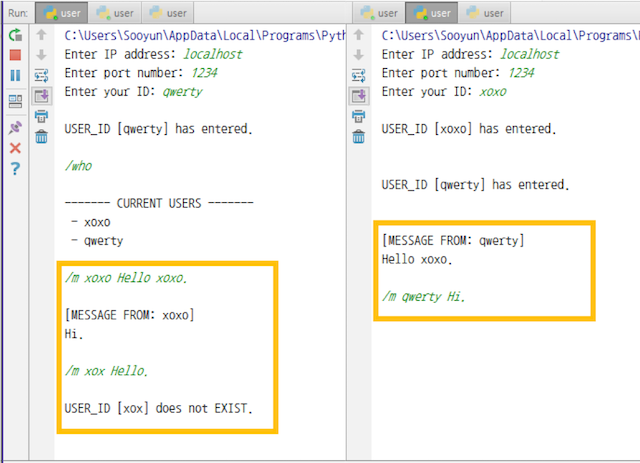 Run:
user
user
user
C:\Users\Sooyun\AppData\Local\Programs\Pyth
Enter IP address: localhost
Enter port number: 1234
Enter your ID: qwerty
USER_ID [qwerty] has entered.
/who
------- CURRENT USERS -------
- xoxo
- qwerty
/m xoxo Hello xoxo.
[MESSAGE FROM: xoxo]
Hi.
/m xox Hello.
USER_ID [xox] does not EXIST.
user
user
user
C:\Users\Sooyun\AppData\Local\Programs\P
Enter IP address: localhost
Enter port number: 1234
Enter your ID: xoxo
USER_ID [xoxo] has entered.
USER_ID [qwerty] has entered.
[MESSAGE FROM: qwerty]
Hello xoxo.
/m qwerty Hi.